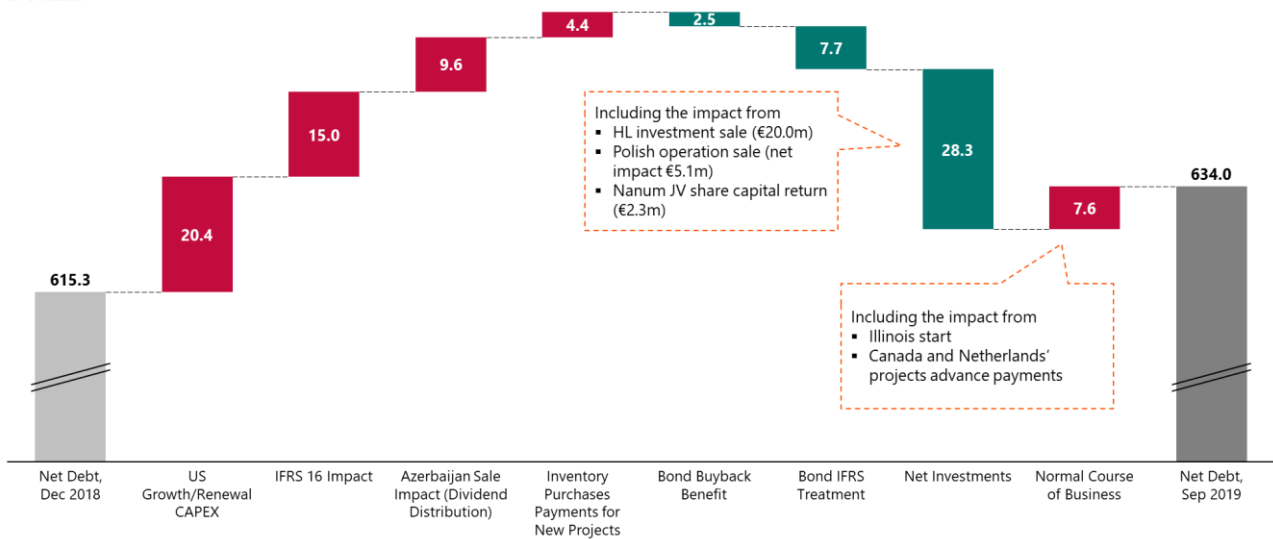 4.4
2.5
9.6
7.7
Including the impact from
▪ HL investment sale (€20.0m)
▪ Polish operation sale (net
impact €5.1m)
▪ Nanum JV share capital return
(€2.3m)
15.0
28.3
634.0
20.4
7.6
615.3
Including the impact from
▪ Illinois start
▪ Canada and Netherlands’
projects advance payments
Net Debt,
Dec 2018
US
Growth/Renewal
CAPEX
IFRS 16 Impact
Azerbaijan Sale
Impact (Dividend
Distribution)
Inventory
Purchases
Payments for
New Projects
Bond Buyback
Benefit
Bond IFRS
Treatment
Net Investments
Normal Course
of Business
Net Debt,
Sep 2019